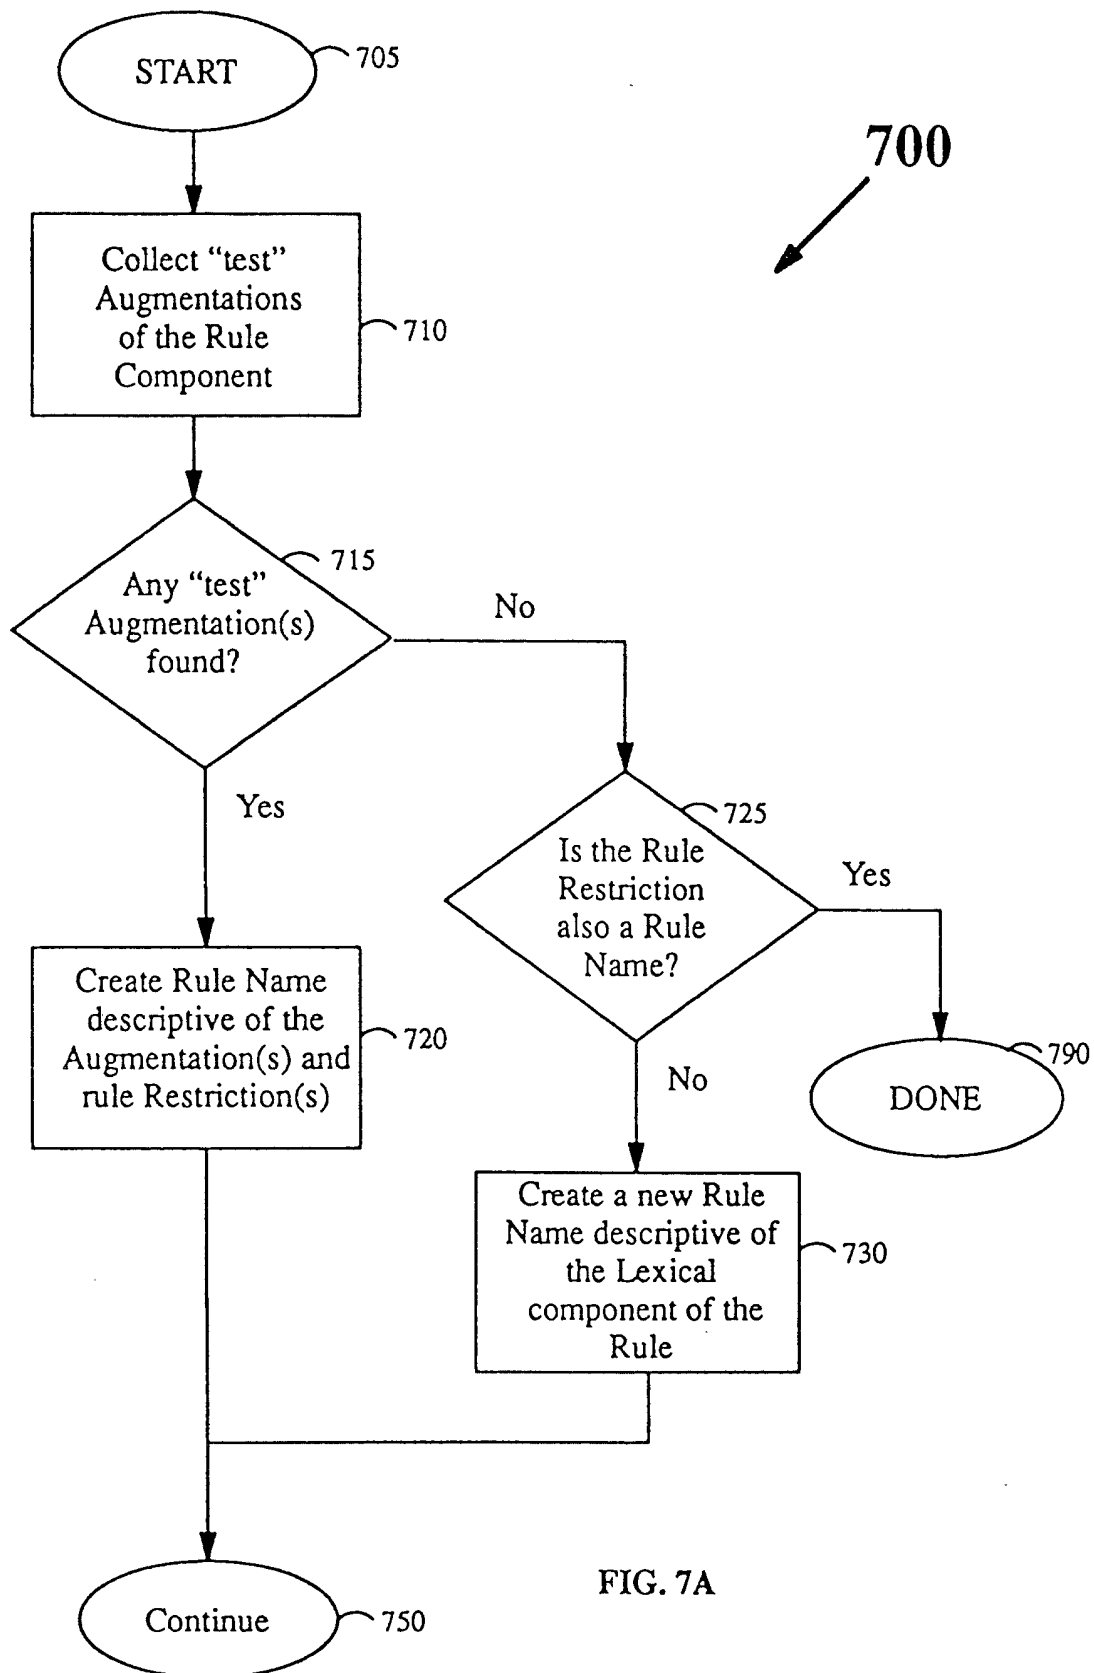 START
705
700
Collect “test”
Augmentations
of the Rule
Component
710
715
Any “test”
Augmentation(s)
found?
No
Yes
725
Is the Rule
Restriction
also a Rule
Name?
Yes
Create Rule Name
descriptive of the
Augmentation(s) and
rule Restriction(s)
720
No
790
DONE
Create a new Rule
Name descriptive of
the Lexical
component of the
Rule
730
FIG. 7A
Continue
750